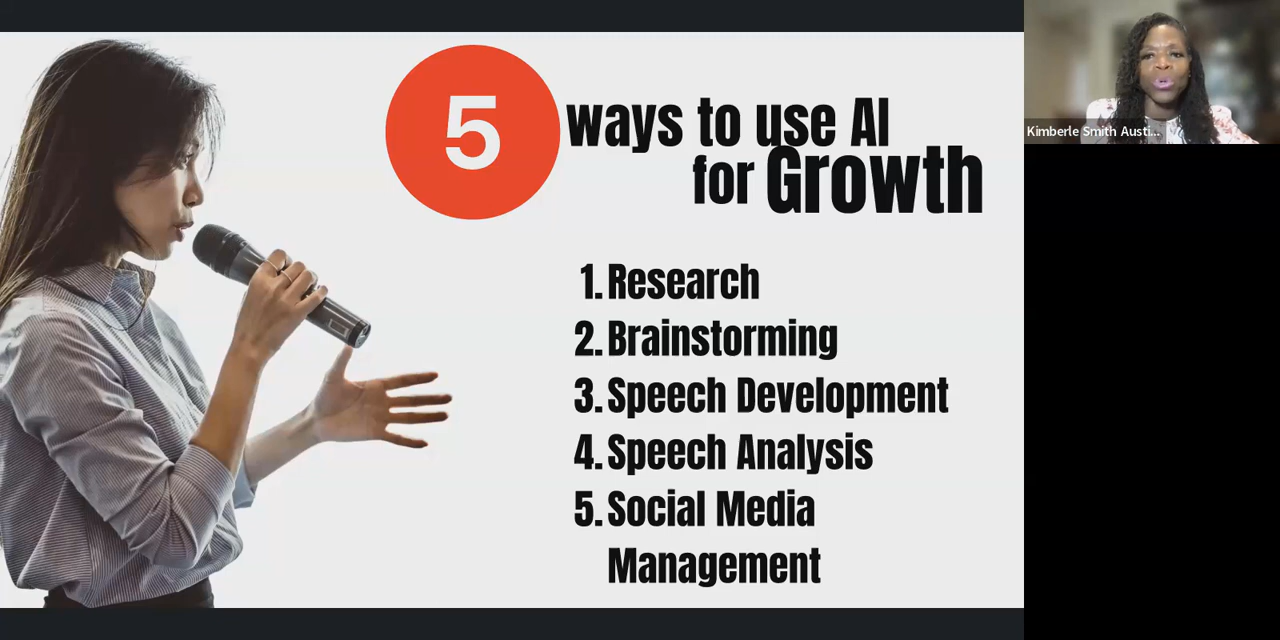 5
ways to use AI
for Growth
1. Research
2. Brainstorming
3. Speech Development
4. Speech Analysis
5. Social Media
Management
Kimberle Smith Austi...